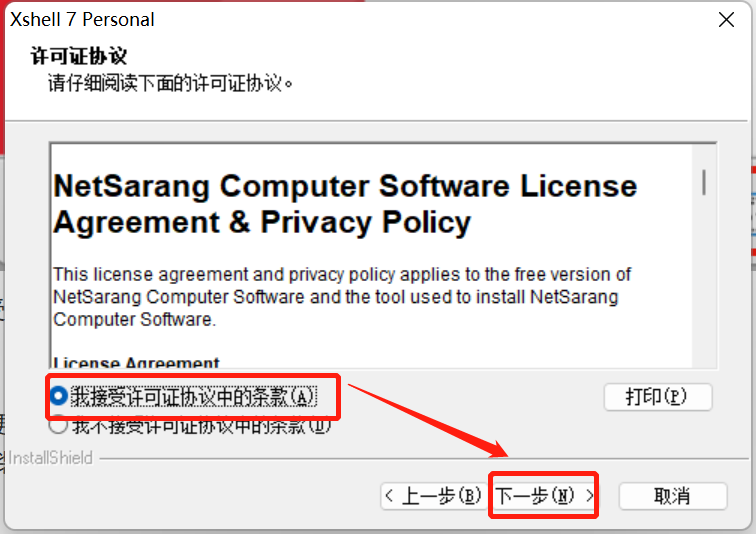 Xshell 7 Personal
许可证协议
请仔细阅读下面的许可证协议。
NetSarang Computer Software License
Agreement & Privacy Policy
This license agreement and privacy policy applies to the free version of
NetSarang Computer Software and the tool used to install NetSarang
Computer Software.
License Agreement
我接受许可证协议中的条款(A)
打印(P)
我不接受许可证协议中的条款(D)
InstallShield
< 上一步(B)
下一步(N) >
取消